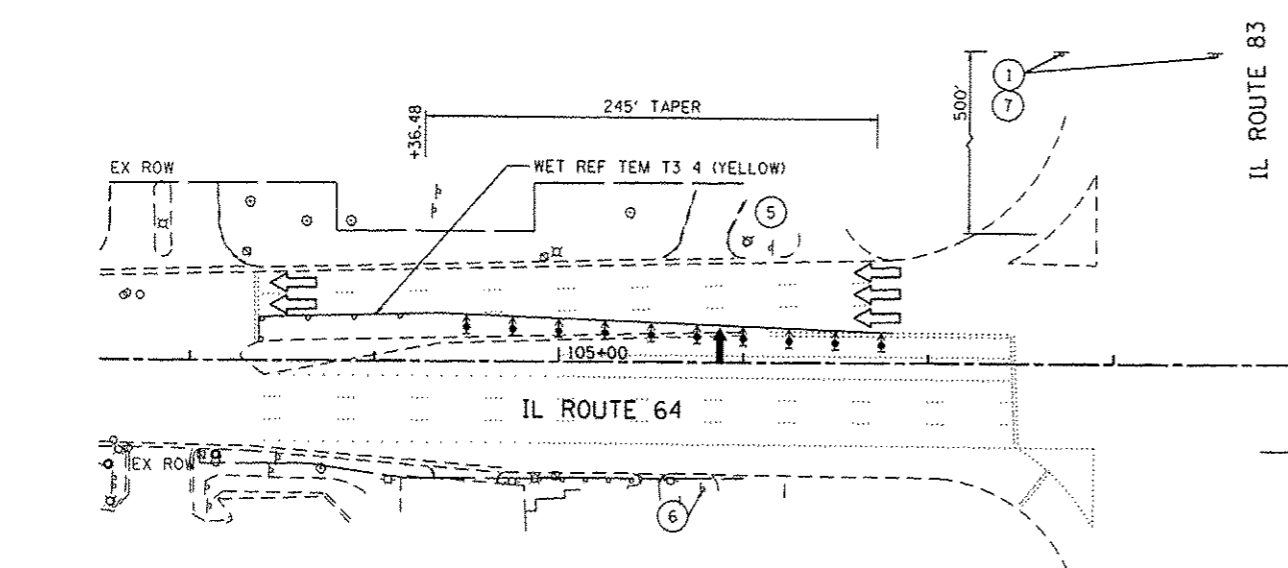 IL ROUTE 83
1
7
500'
245' TAPER
+36.48
EX ROW
WET REF TEM T3 4 (YELLOW)
5
105+00
IL ROUTE 64
EX ROW
6